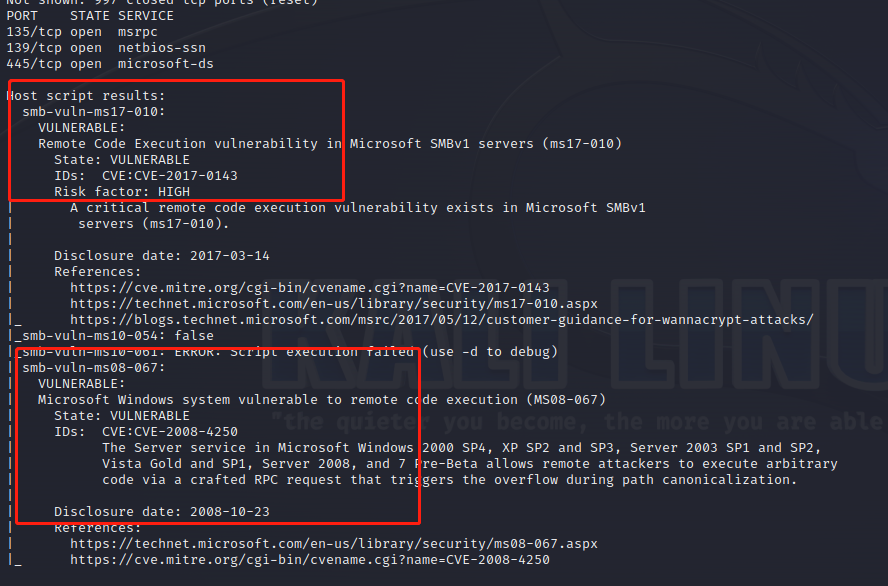 Not shown: 997 closed tcp ports (reset)
PORT    STATE SERVICE
135/tcp open  msrpc
139/tcp open  netbios-ssn
445/tcp open  microsoft-ds
Host script results:
smb-vuln-ms17-010:
VULNERABLE:
Remote Code Execution vulnerability in Microsoft SMBv1 servers (ms17-010)
State: VULNERABLE
IDs:  CVE:CVE-2017-0143
Risk factor: HIGH
|       A critical remote code execution vulnerability exists in Microsoft SMBv1
|        servers (ms17-010).
|
|     Disclosure date: 2017-03-14
|     References:
|       https://cve.mitre.org/cgi-bin/cvename.cgi?name=CVE-2017-0143
|       https://technet.microsoft.com/en-us/library/security/ms17-010.aspx
|_      https://blogs.technet.microsoft.com/msrc/2017/05/12/customer-guidance-for-wannacrypt-attacks/
|_smb-vuln-ms10-054: false
|_smb-vuln-ms10-061: ERROR: Script execution failed (use -d to debug)
| smb-vuln-ms08-067:
|   VULNERABLE:
|   Microsoft Windows system vulnerable to remote code execution (MS08-067)
|     State: VULNERABLE
|     IDs:  CVE:CVE-2008-4250
|           The Server service in Microsoft Windows 2000 SP4, XP SP2 and SP3, Server 2003 SP1 and SP2,
|           Vista Gold and SP1, Server 2008, and 7 Pre-Beta allows remote attackers to execute arbitrary
|           code via a crafted RPC request that triggers the overflow during path canonicalization.
|
|     Disclosure date: 2008-10-23
|     References:
|       https://technet.microsoft.com/en-us/library/security/ms08-067.aspx
|_      https://cve.mitre.org/cgi-bin/cvename.cgi?name=CVE-2008-4250
KALI LINU
"the quieter you become, the more you are able